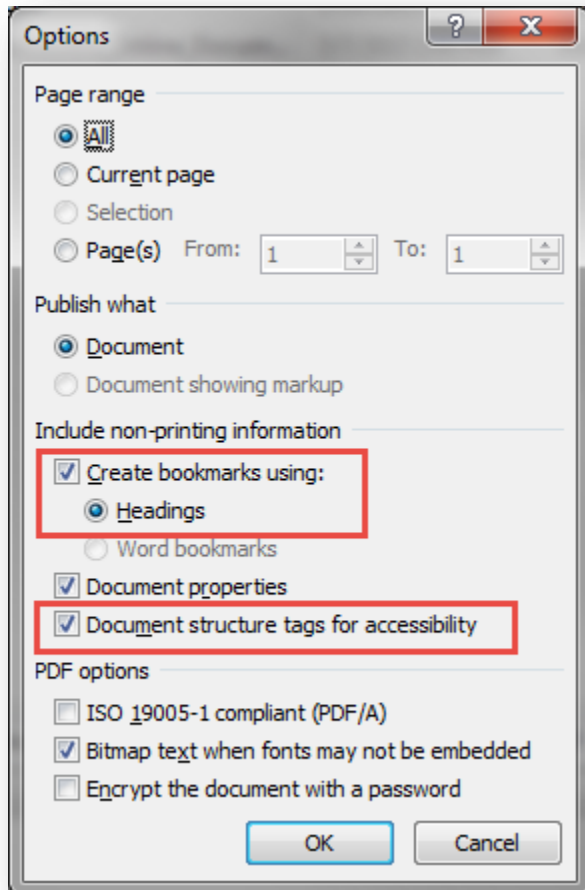 Options
Page range
All
Current page
Selection
Page(s) From: 1 To: 1
Publish what
Document
Document showing markup
Include non-printing information
Create bookmarks using:
Headings
Word bookmarks
Document properties
Document structure tags for accessibility
PDF options
ISO 19005-1 compliant (PDF/A)
Bitmap text when fonts may not be embedded
Encrypt the document with a password
OK Cancel